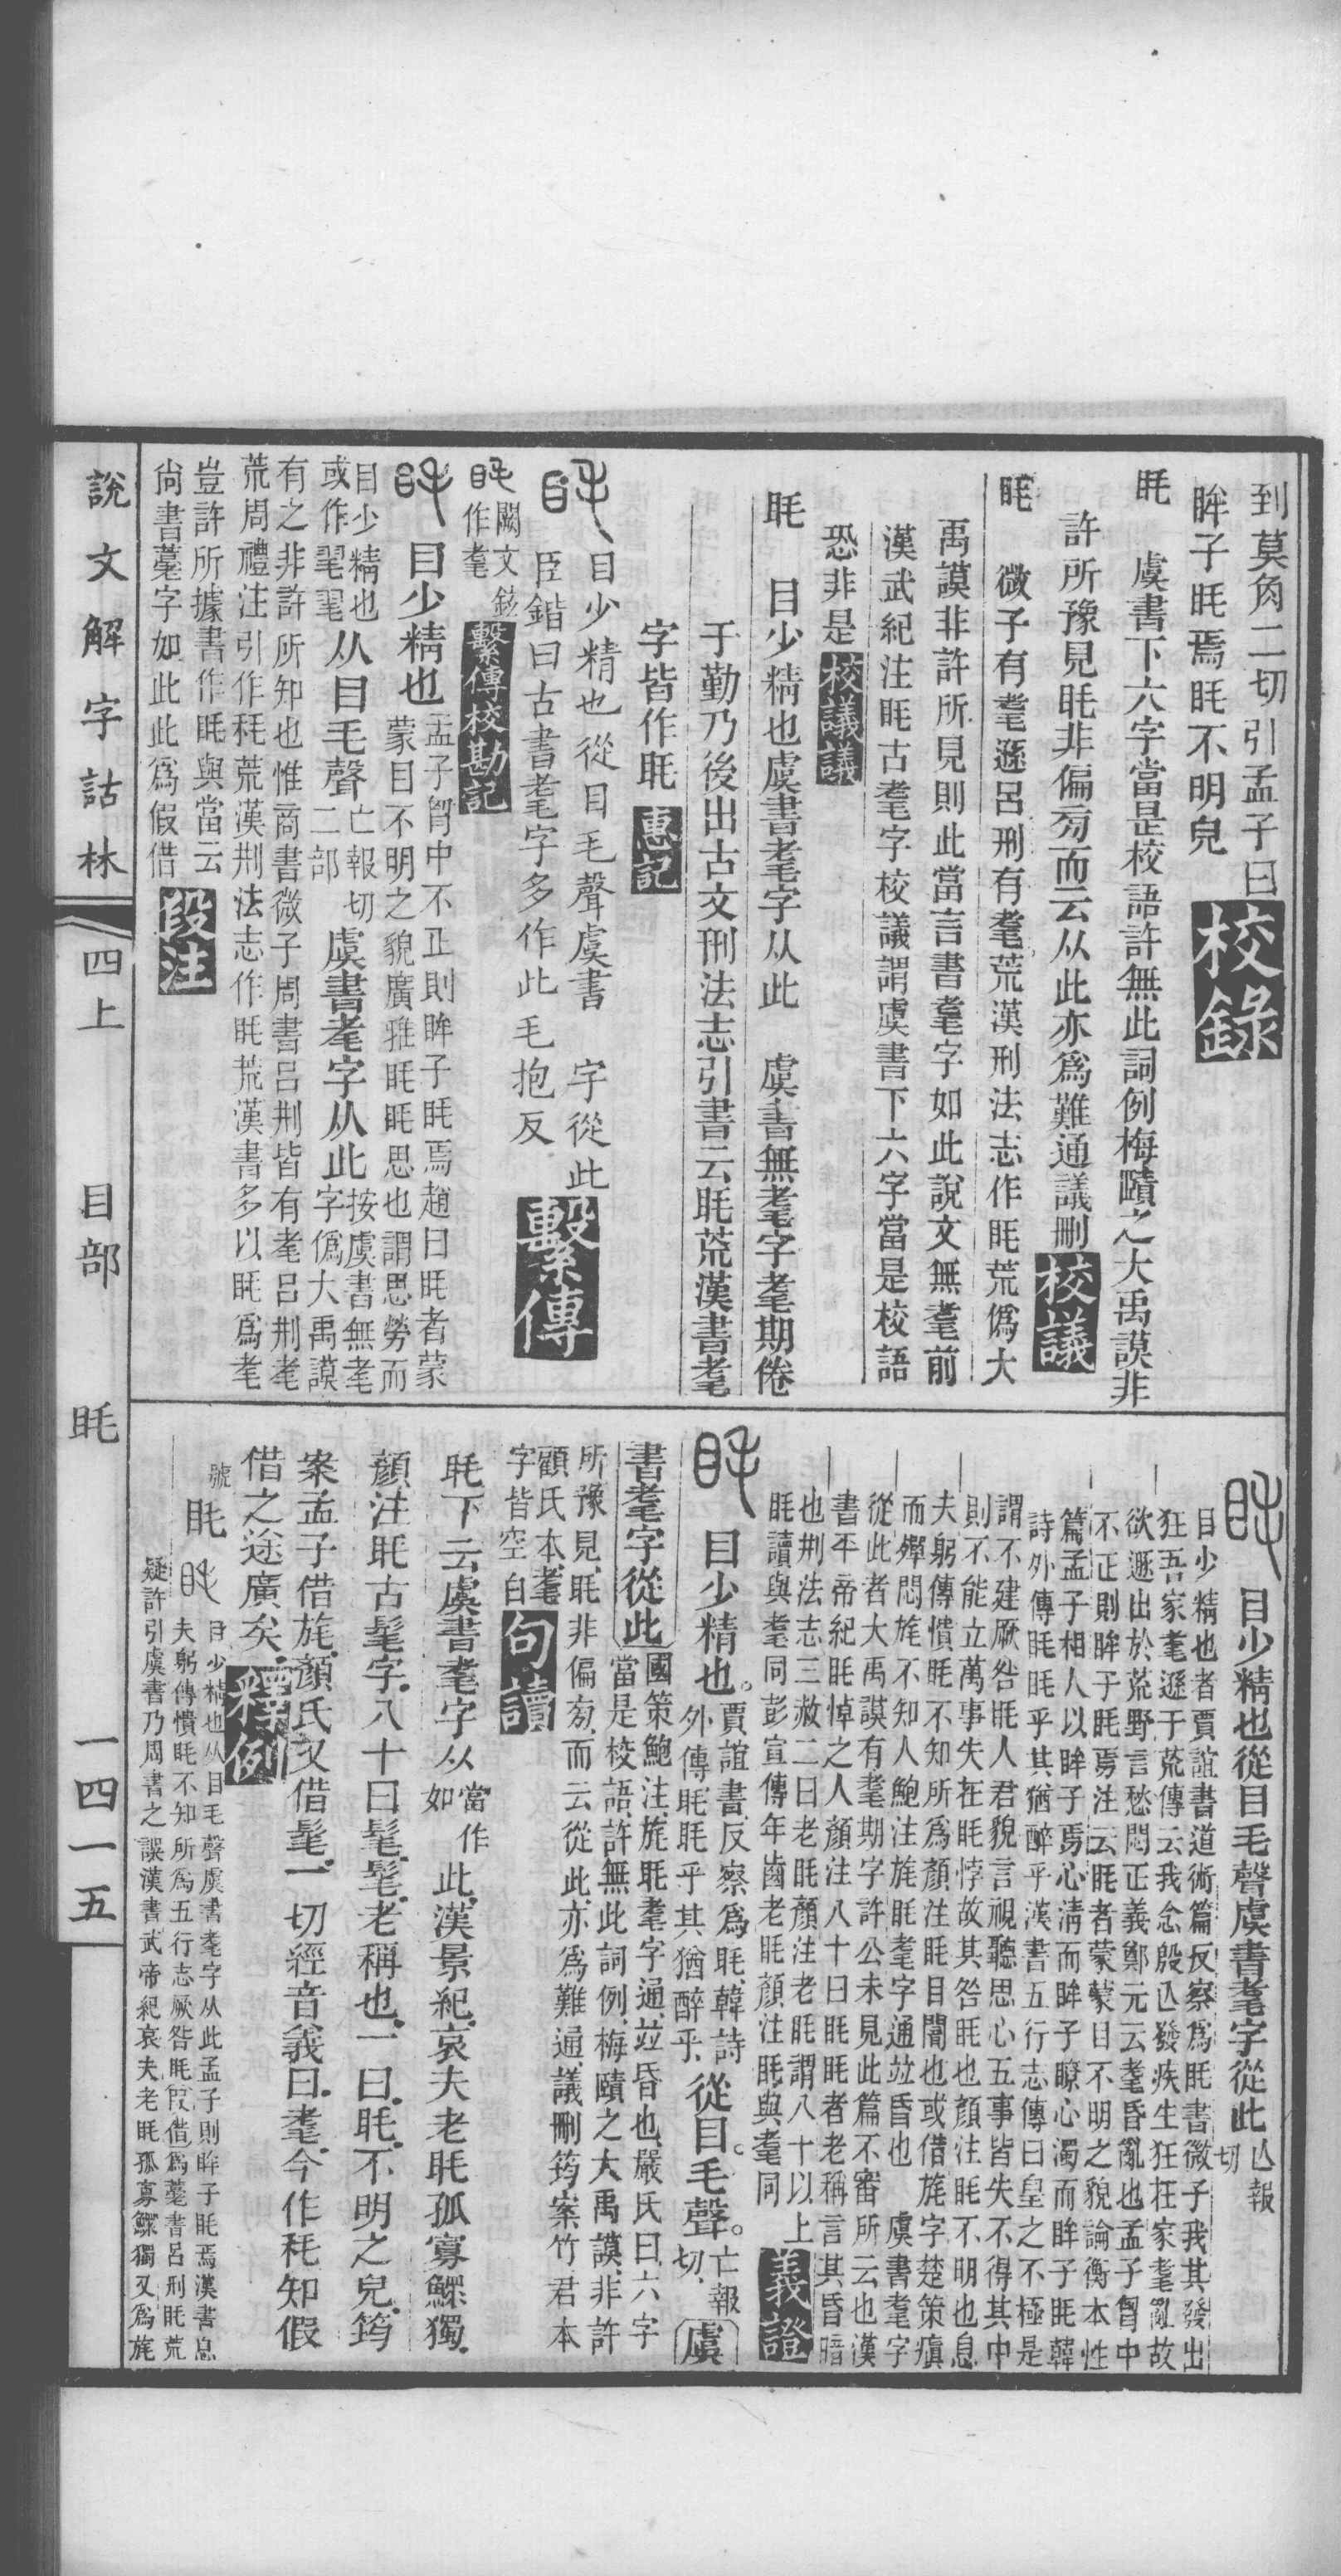 到莫角二切引孟子曰
眸子眊焉眊不明皃 校錄
眊 虞書下六字當是校語許無此詞例梅賾之大禹謨非
許所豫見眊非偏㫄而云从此亦爲難通議刪 校議
眊 微子有耄遜呂刑有耄荒漢刑法志作眊荒僞大
禹謨非許所見則此當言書耄字如此說文無耄前
漢武紀注眊古耄字校議謂虞書下六字當是校語
恐非是 校議議
眊 目少精也虞書耄字从此 虞書無耄字耄期倦
于勤乃後出古文刑法志引書云眊荒漢書耄
字皆作眊 惠記
目少精也從目毛聲虞書 字從此
臣鍇曰古書耄字多作此毛抱反 繫傳
眊 闕文鉉
作耄 繫傳校勘記
目少精也 孟子胷中不正則眸子眊焉趙曰眊者蒙
蒙目不明之貌廣雅眊眊思也謂思勞而
目少精也
或作毣毣 从目毛聲 亡報切
二部 虞書耄字从此 按虞書無耄
字僞大禹謨
有之非許所知也惟商書微子周書呂刑皆有耄呂刑耄
荒周禮注引作秏荒漢刑法志作眊荒漢書多以眊爲耄
豈許所據書作眊與當云
尙書薹字如此此爲假借 段注
目少精也從目毛聲虞書耄字從此 亾報
切
目少精也者賈誼書道術篇反察爲眊書微子我其發出
狂吾家耄遜于荒傳云我念殷亾發疾生狂在家耄亂故
欲遯出於荒野言愁悶正義鄭元云耄昏亂也孟子胷中
不正則眸子眊焉注云眊者蒙蒙目不明之貌論衡本性
篇孟子相人以眸子焉心淸而眸子瞭心濁而眸子眊韓
詩外傳眊眊乎其猶醉乎漢書五行志傳曰皇之不極是
謂不建厥咎眊人君貌言視聽思心五事皆失不得其中
則不能立萬事失在眊悖故其咎眊也顏注眊不明也息
夫躬傳憒眊不知所爲顏注眊目闇也或借旄字楚策瘨
而殫悶旄不知人鮑注旄眊耄字通竝昏也 虞書耄字
從此者大禹謨有耄期字許公未見此篇不審所云也漢
書平帝紀眊悼之人顏注八十曰眊眊者老稱言其昏暗
也刑法志三赦二曰老眊顏注老眊謂八十以上
眊讀與耄同彭宣傳年齒老眊顏注眊與耄同 義證
目少精也。 賈誼書反察爲眊韓詩
外傳眊眊乎其猶醉乎 從目。毛聲。 亡報
切 虞
書耄字從此 國策鮑注旄眊耄字通竝昏也嚴氏曰六字
當是校語許無此詞例梅賾之大禹謨非許
所豫見眊非偏㫄而云從此亦爲難通議刪筠案竹君本
顧氏本耄
字皆空白 句讀
眊下云虞書耄字从 當作
如 此漢景紀哀夫老眊孤寡鰥獨
顏注眊古髦字八十曰髦髦老稱也一曰眊不明之皃筠
案孟子借旄顏氏又借髦一切經音義曰耄今作秏知假
借之途廣矣 釋例
號
眊 目少精也从目毛聲虞書耄字从此孟子則眸子眊焉漢書息
夫躬傳憒眊不知所爲五行志厥咎眊叚借爲薹書呂刑眊荒
疑許引虞書乃周書之誤漢書武帝紀哀夫老眊孤寡鰥獨又爲旄
說文解字詁林 四上 目部 眊 一四一五